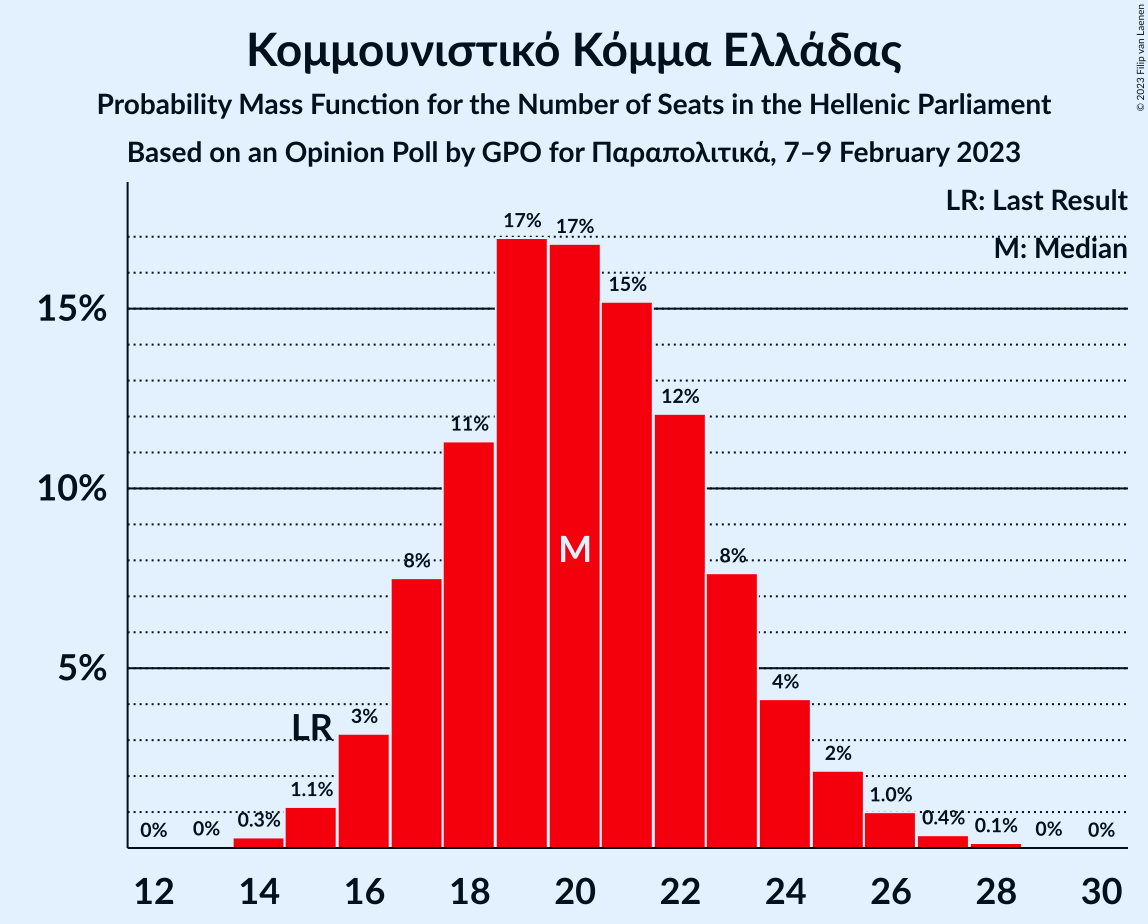 Κομμουνιστικό Κόμμα Ελλάδας
Probability Mass Function for the Number of Seats in the Hellenic Parliament
Based on an Opinion Poll by GPO for Παραπολιτικά, 7–9 February 2023
© 2023 Filip van Laenen
LR: Last Result
M: Median
15%
10%
5%
0%
0%
0.3%
1.1%
LR
3%
8%
11%
17%
17%
M
15%
12%
8%
4%
2%
1.0%
0.4%
0.1%
0%
0%
12 14 16 18 20 22 24 26 28 30